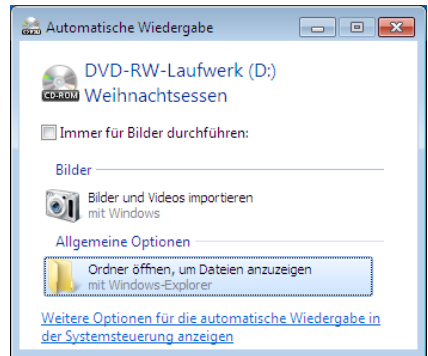 Automatische Wiedergabe
DVD-RW-Laufwerk (D:)
Weihnachtsessen
CD-ROM
Immer für Bilder durchführen:
Bilder
Bilder und Videos importieren
mit Windows
Allgemeine Optionen
Ordner öffnen, um Dateien anzuzeigen
mit Windows-Explorer
Weitere Optionen für die automatische Wiedergabe in
der Systemsteuerung anzeigen